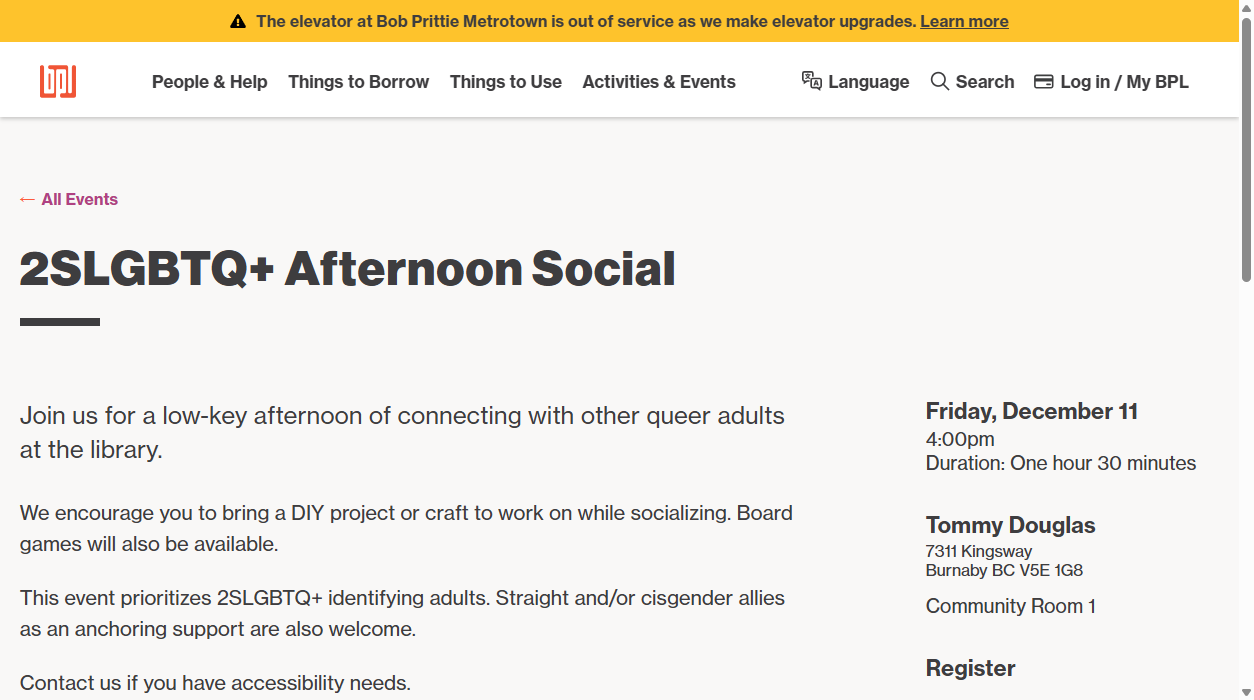 The elevator at Bob Prittie Metrotown is out of service as we make elevator upgrades. Learn more
People & Help Things to Borrow Things to Use Activities & Events Language Search Log in / My BPL
← All Events
2SLGBTQ+ Afternoon Social
Join us for a low-key afternoon of connecting with other queer adults
at the library.
We encourage you to bring a DIY project or craft to work on while socializing. Board
games will also be available.
This event prioritizes 2SLGBTQ+ identifying adults. Straight and/or cisgender allies
as an anchoring support are also welcome.
Contact us if you have accessibility needs.
Friday, December 11
4:00pm
Duration: One hour 30 minutes
Tommy Douglas
7311 Kingsway
Burnaby BC V5E 1G8
Community Room 1
Register